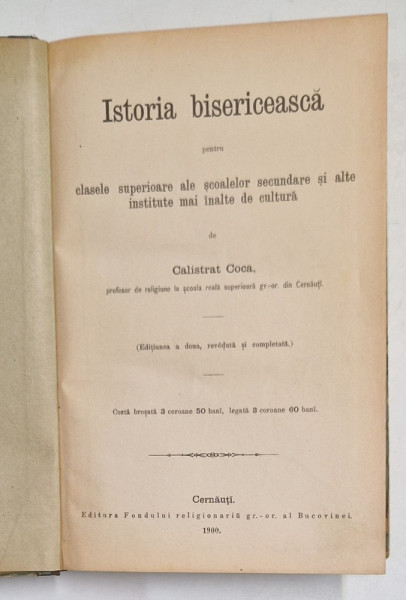 Istoria bisericească
pentru
clasele superioare ale școalelor secundare și alte
institute mai înalte de cultură
de
Calistrat Coca,
profesor de religiune la școala reală superioară gr.-or. din Cernăuți.
(Edițiunea a doua, revăḑută și completată.)
Costă broșată 3 coroane 50 bani, legată 3 coroane 60 bani.
Cernăuți.
Editura Fondului religionariŭ gr.-or. al Bucovinei.
1900.